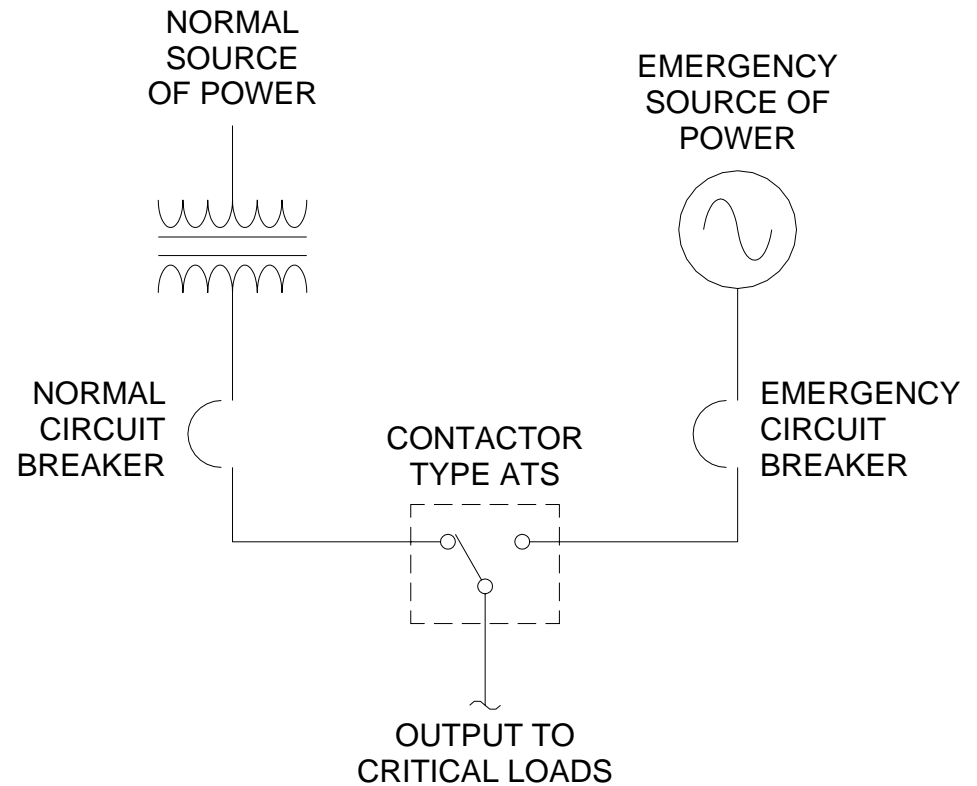 NORMAL
SOURCE
OF POWER
EMERGENCY
SOURCE OF
POWER
NORMAL
CIRCUIT
BREAKER
CONTACTOR
TYPE ATS
EMERGENCY
CIRCUIT
BREAKER
OUTPUT TO
CRITICAL LOADS